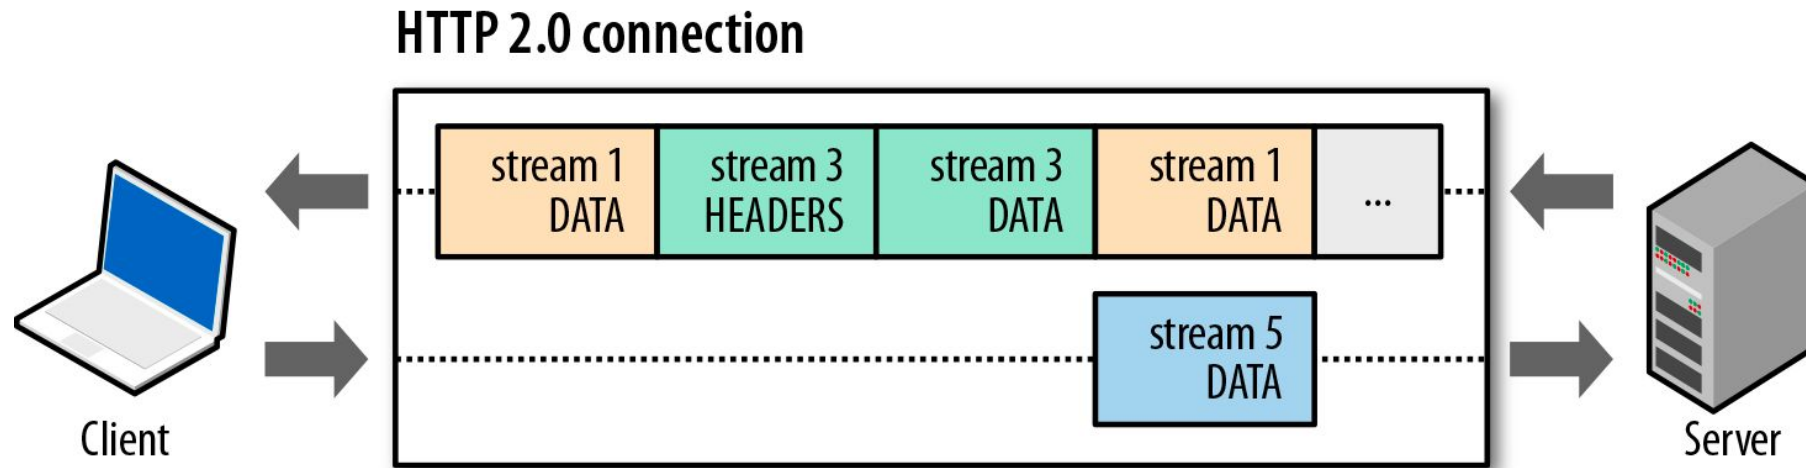 HTTP 2.0 connection
stream 1
DATA
stream 3
HEADERS
stream 3
DATA
stream 1
DATA
...
stream 5
DATA
Client
Server